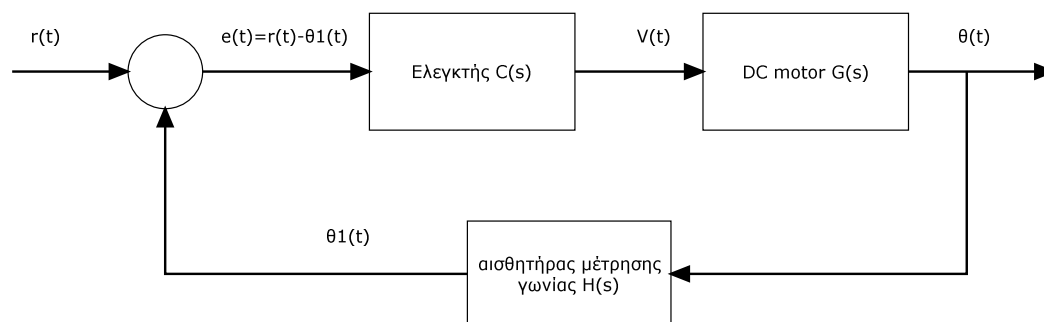 r(t)
e(t)=r(t)-θ1(t)
Ελεγκτής C(s)
V(t)
DC motor G(s)
θ(t)
θ1(t)
αισθητήρας μέτρησης
γωνίας H(s)